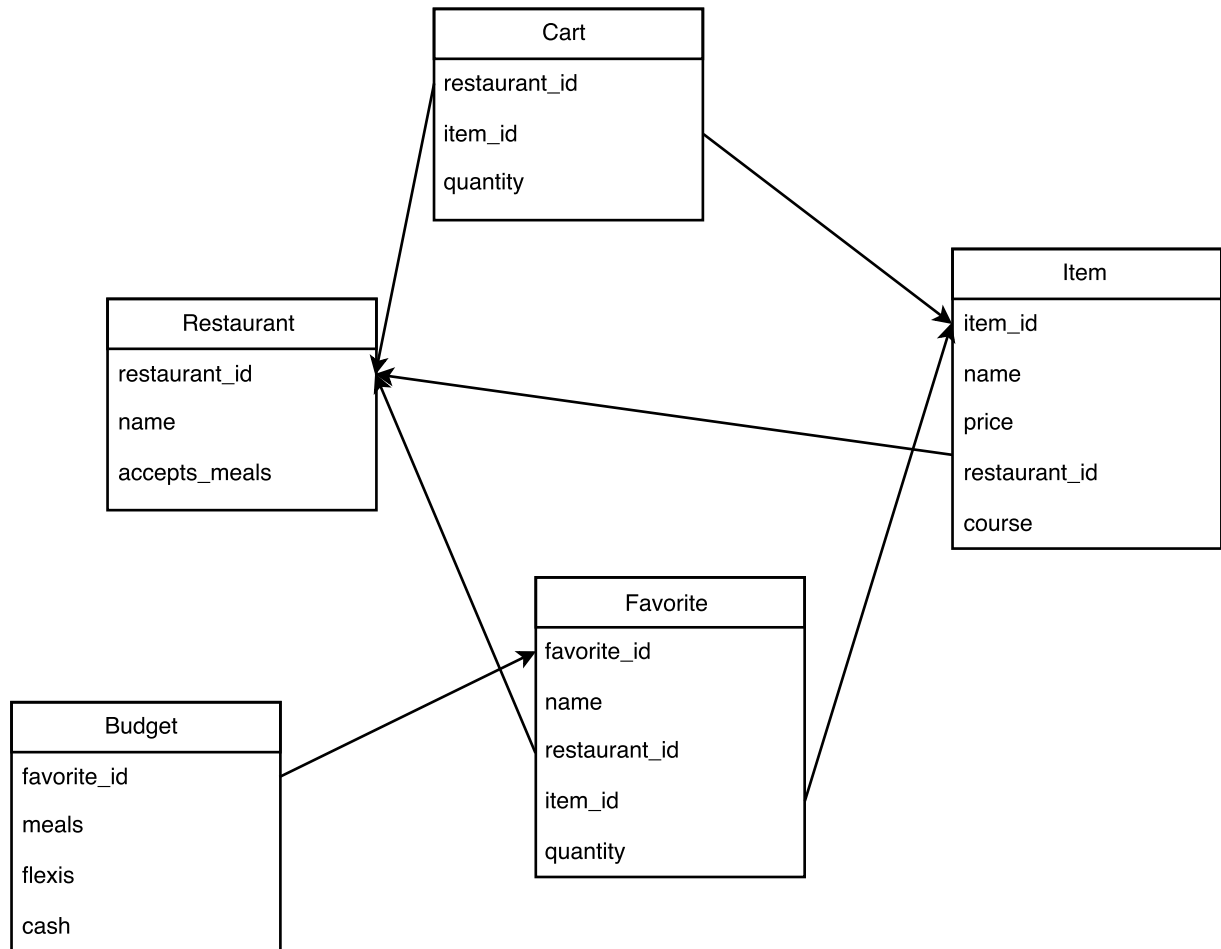 Cart
restaurant_id
item_id
quantity
Restaurant
restaurant_id
name
accepts_meals
Item
item_id
name
price
restaurant_id
course
Favorite
favorite_id
name
restaurant_id
item_id
quantity
Budget
favorite_id
meals
flexis
cash